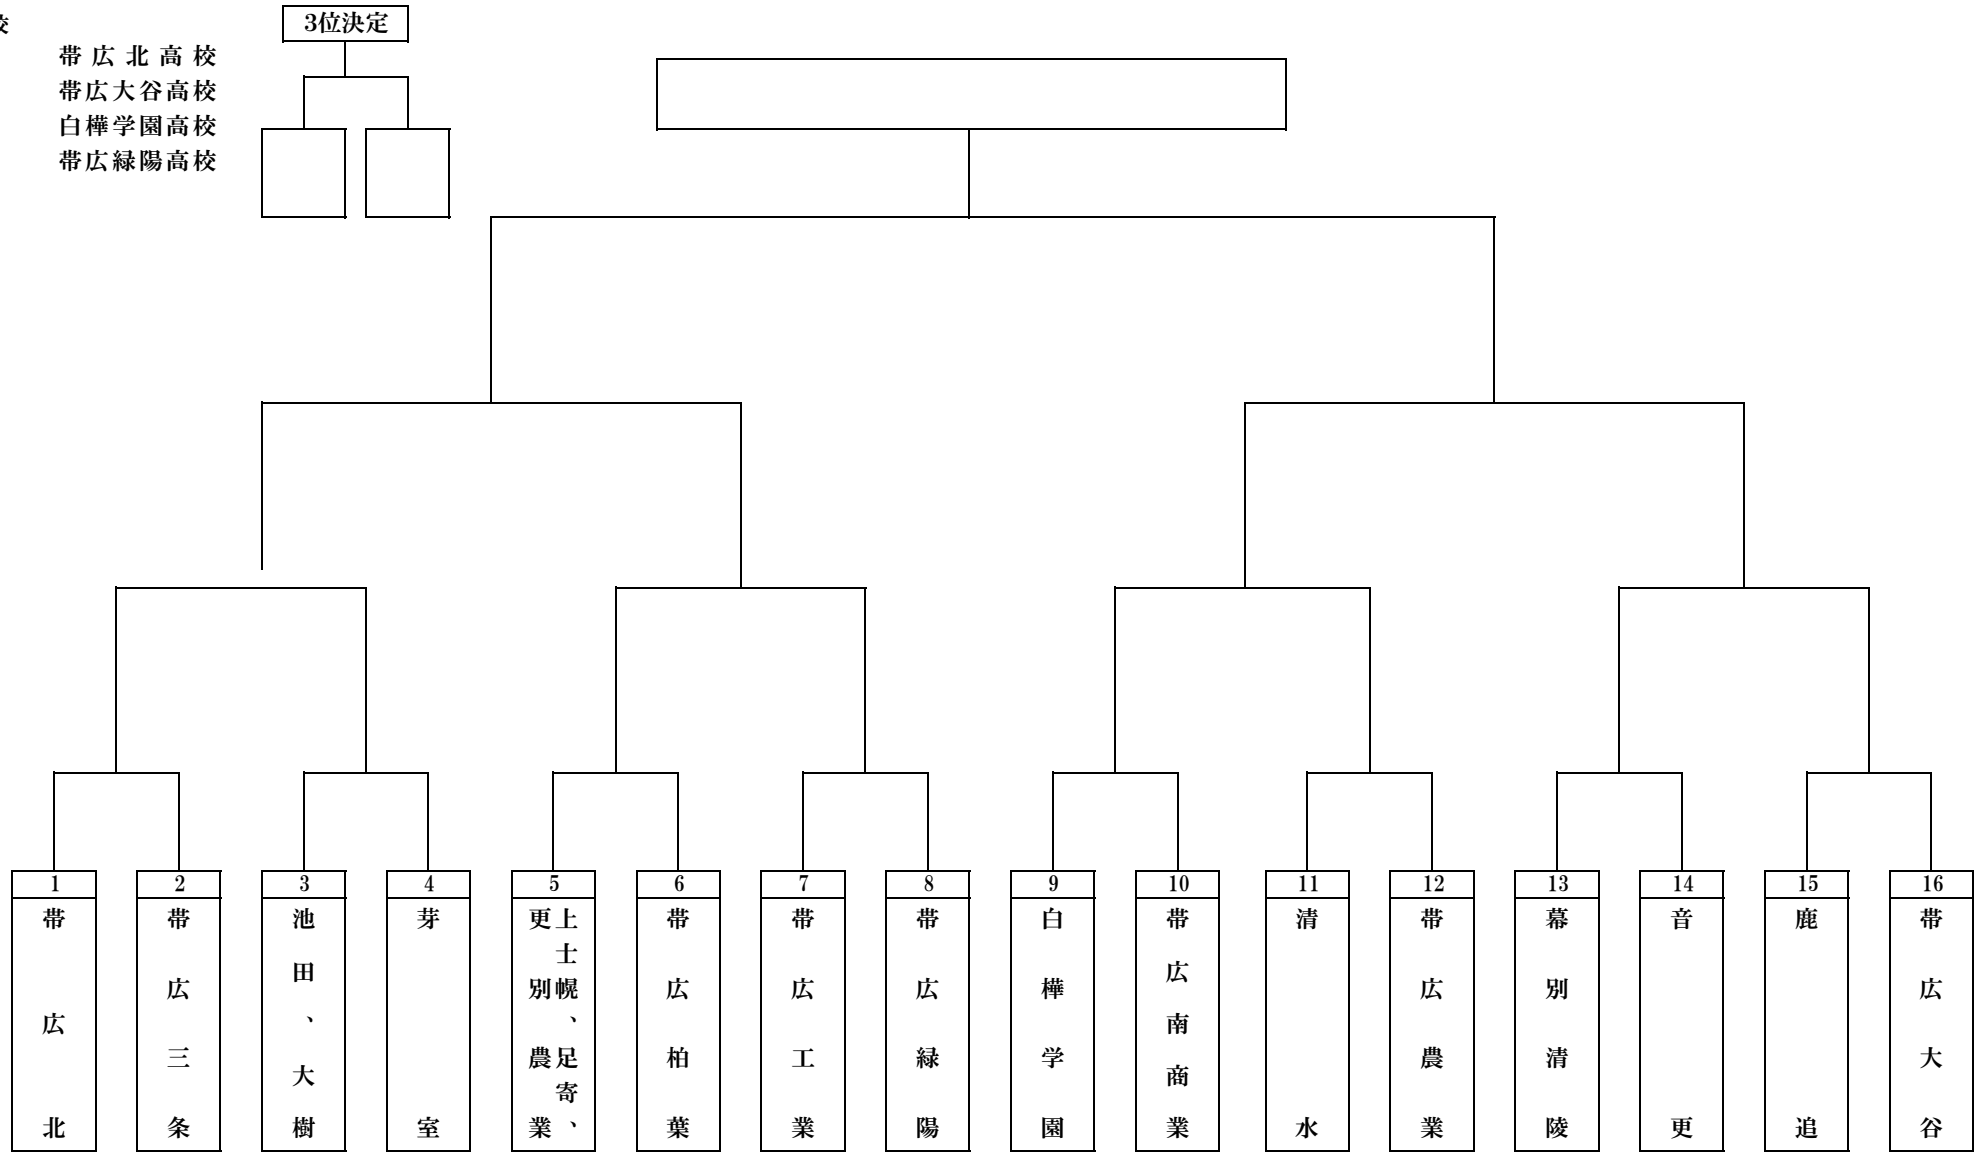 校
3位決定
帯広北高校
帯広大谷高校
白樺学園高校
帯広緑陽高校
1
帯広北
2
帯広三条
3
池田、大樹
4
芽室
5
上士幌、足寄、
更別農業
6
帯広柏葉
7
帯広工業
8
帯広緑陽
9
白樺学園
10
帯広南商業
11
清水
12
帯広農業
13
幕別清陵
14
音更
15
鹿追
16
帯広大谷